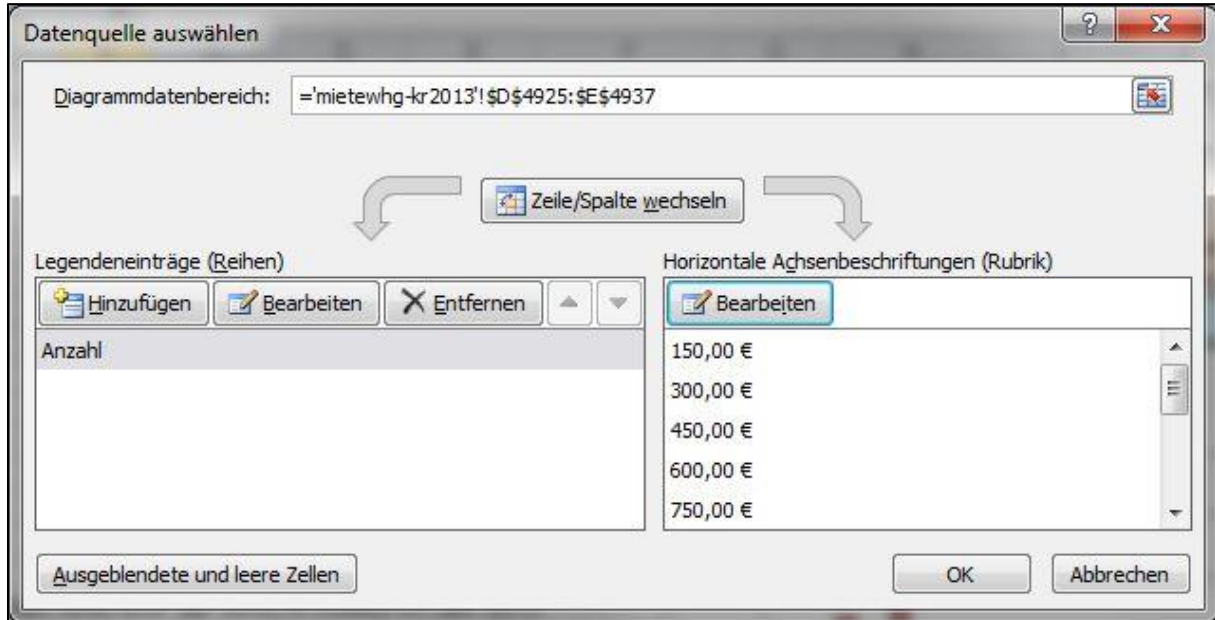 Datenquelle auswählen
Diagrammdatenbereich: ='mietewhg-kr2013'!$D$4925:$E$4937
Zeile/Spalte wechseln
Legendeneinträge (Reihen)
Hinzufügen Bearbeiten Entfernen
Anzahl
Horizontale Achsenbeschriftungen (Rubrik)
Bearbeiten
150,00 €
300,00 €
450,00 €
600,00 €
750,00 €
Ausgeblendete und leere Zellen
OK Abbrechen